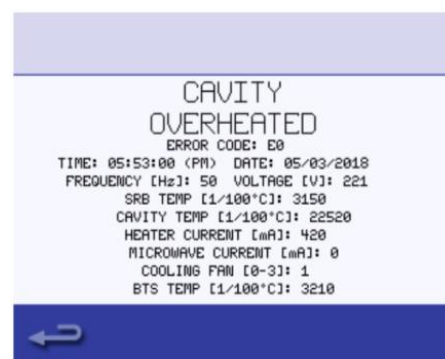 CAVITY
OVERHEATED
ERROR CODE: E0
TIME: 05:53:00 (PM) DATE: 05/03/2018
FREQUENCY [Hz]: 50 VOLTAGE [V]: 221
SRB TEMP [1/100°C]: 3150
CAVITY TEMP [1/100°C]: 22520
HEATER CURRENT [mA]: 420
MICROWAVE CURRENT [mA]: 0
COOLING FAN [0-3]: 1
BTS TEMP [1/100°C]: 3210